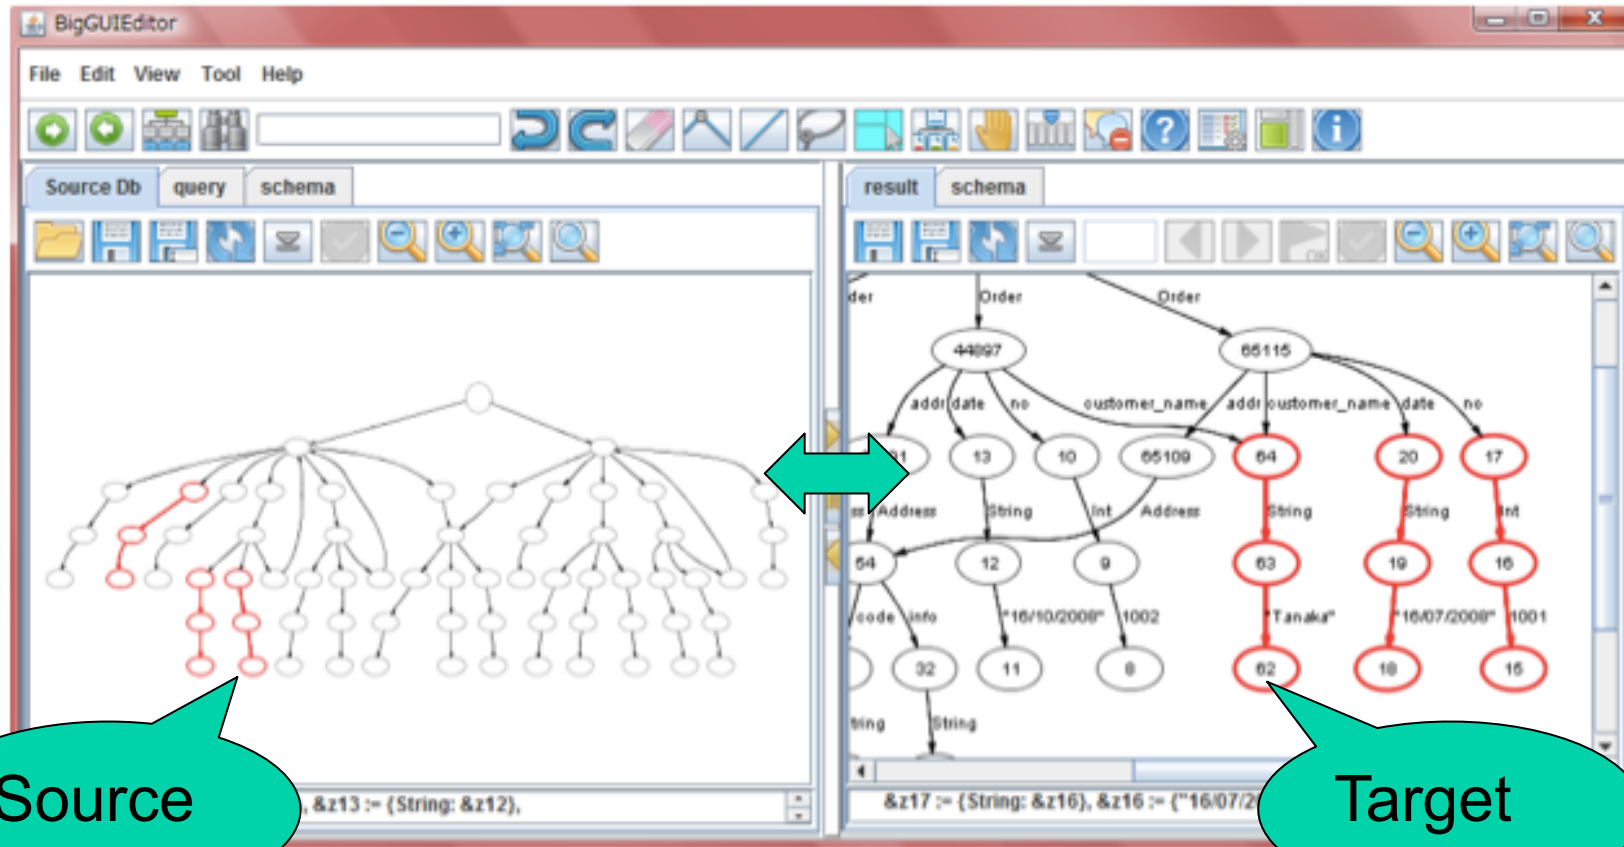 BigGUIEditor
File Edit View Tool Help
Source Db query schema
result schema
OK
der Order Order
44897 65115
addr date no customer_name addr customer_name date no
13 10 65109 64 20 17
Address String Int Address String String Int
54 12 9 63 19 16
code info "16/10/2008" 1002 "Tanaka" "16/07/2008" 1001
32 11 8 62 18 15
tring String
, &z13 := {String: &z12},
&z17 := {String: &z16}, &z16 := {"16/07/2
Source
Target